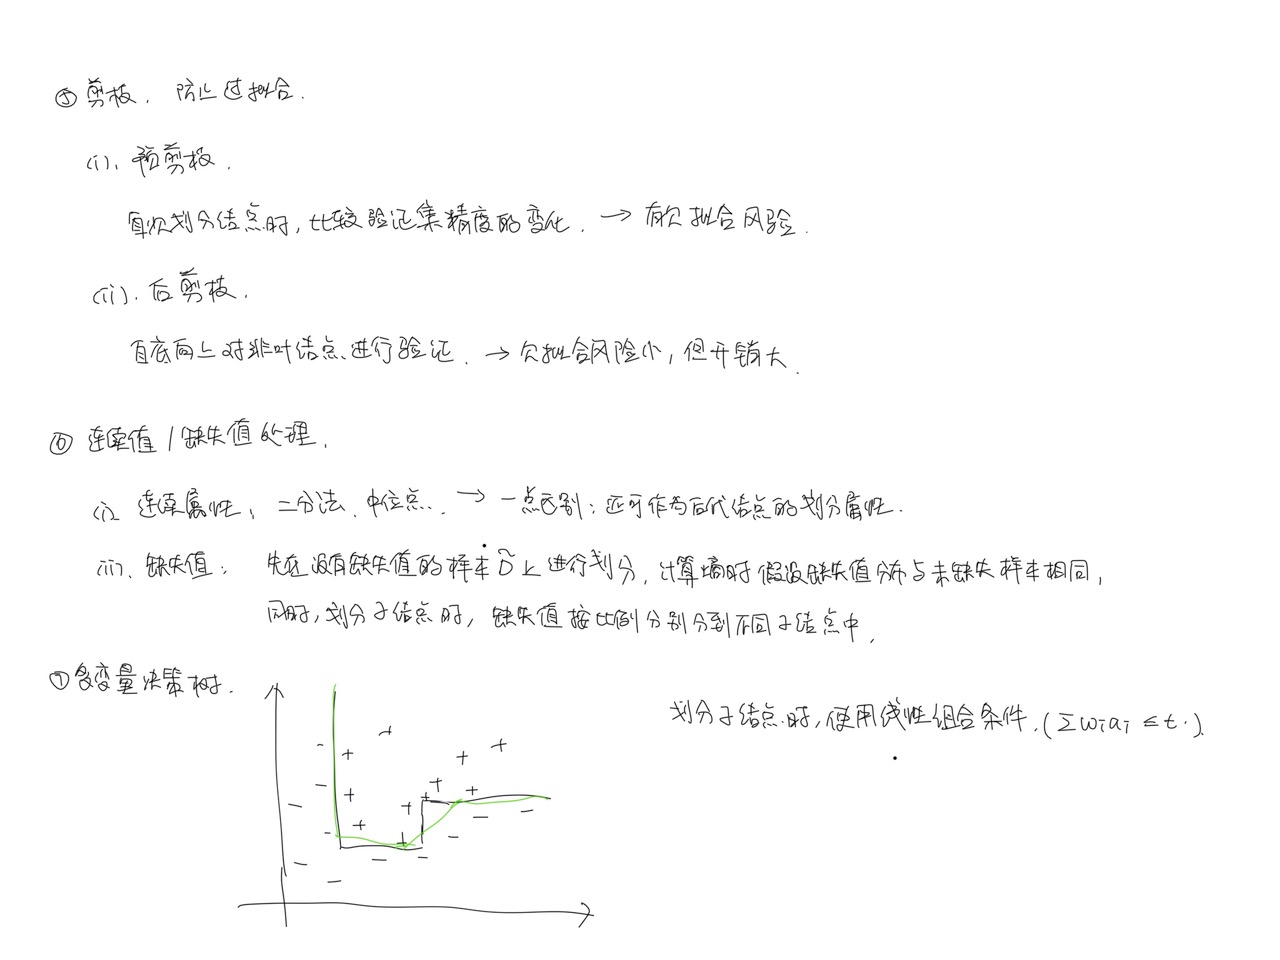 ⑤ 剪枝. 防止过拟合.
(i). 预剪枝.
每次划分结点时, 比较验证集精度的变化. → 有欠拟合风验.
(ii). 后剪枝.
自底向上对非叶结点进行验证. → 欠拟合风险小, 但开销大.
⑥ 连续值/缺失值处理.
(i). 连续属性: 二分法、中位点. → 一点区别: 还可作为后代结点的划分属性.
(ii). 缺失值: 先在没有缺失值的样本D̃上进行划分, 计算熵时假设缺失值分布与未缺失样本相同,
同时, 划分子结点时, 缺失值按比例分别分到不同子结点中.
⑦ 多变量决策树.
划分子结点时, 使用线性组合条件. (Σwᵢaᵢ ≤ t.).